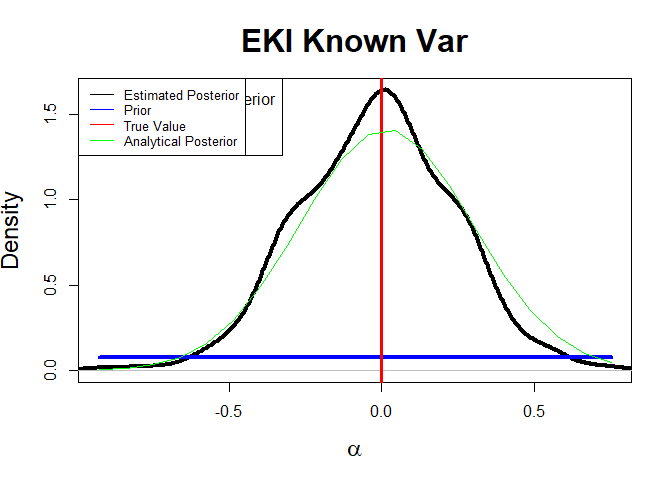 EKI Known Var
Estimated Posterior
erior
Prior
True Value
Analytical Posterior
Density
0.0
0.5
1.0
1.5
-0.5
0.0
0.5
α